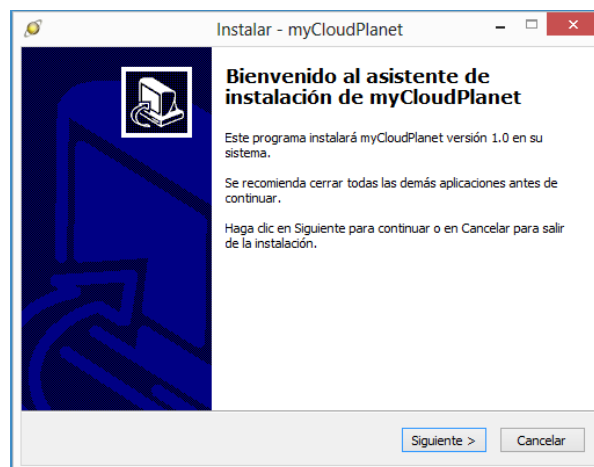 Instalar - myCloudPlanet
Bienvenido al asistente de
instalación de myCloudPlanet
Este programa instalará myCloudPlanet versión 1.0 en su
sistema.
Se recomienda cerrar todas las demás aplicaciones antes de
continuar.
Haga clic en Siguiente para continuar o en Cancelar para salir
de la instalación.
Siguiente >
Cancelar